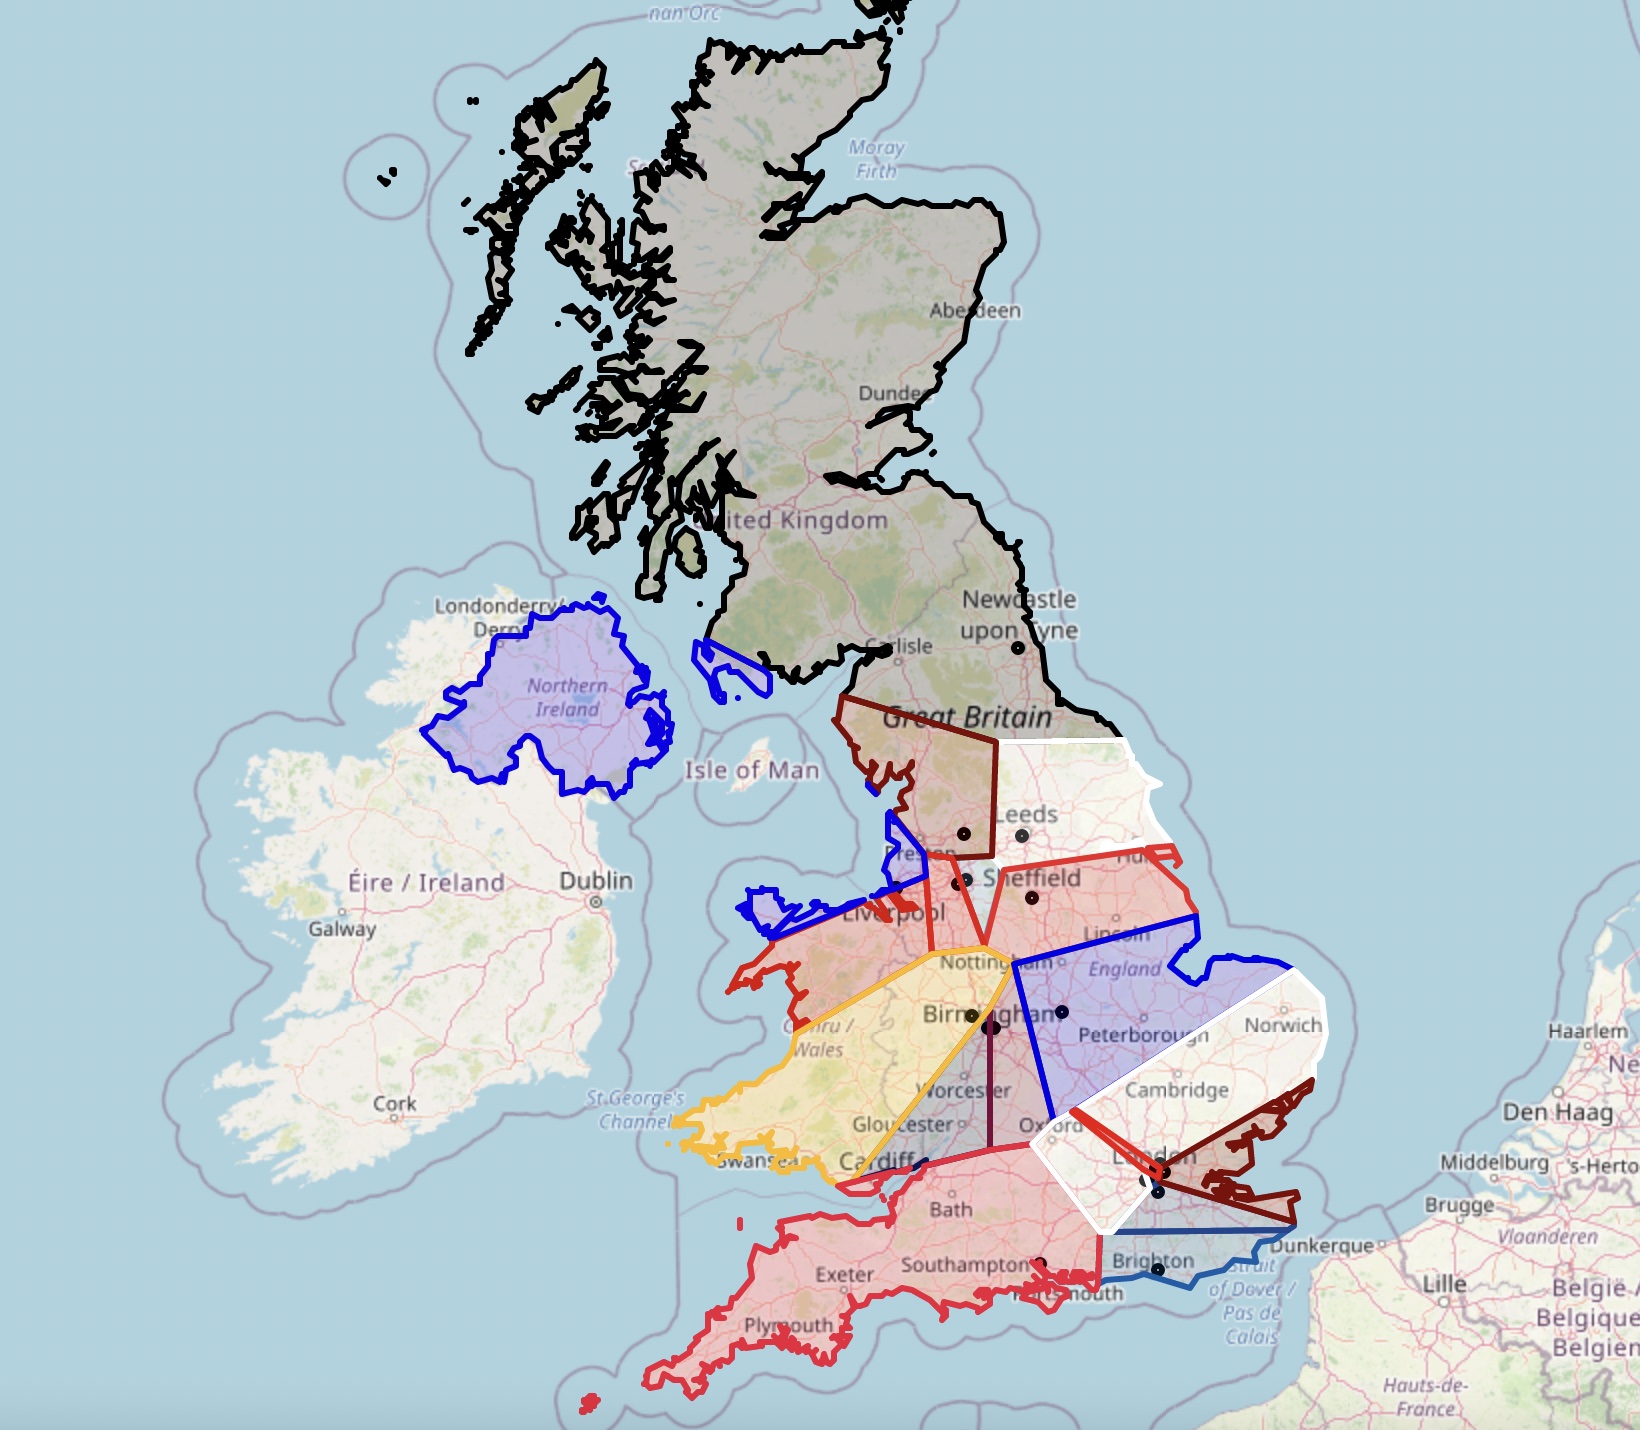 nan Orc
Moray
Firth
Aberdeen
Dundee
United Kingdom
Londonderry/
Derry
Newcastle
upon Tyne
Carlisle
Northern
Ireland
Great Britain
Isle of Man
Leeds
Preston
Hull
Éire / Ireland
Dublin
Sheffield
Galway
Liverpool
Lincoln
Nottingham
England
Birmingham
Norwich
Cymru /
Wales
Peterborough
Haarlem
Ne
Worcester
Cambridge
St George's
Channel
Cork
Gloucester
Oxford
Den Haag
Swansea
Cardiff
London
Middelburg
's-Herto
Bath
Brugge
Vlaanderen
Southampton
Brighton
Dunkerque
Exeter
Strait
of Dover /
Pas de
Calais
Portsmouth
Lille
België /
Belgique
Belgien
Plymouth
Hauts-de-
France